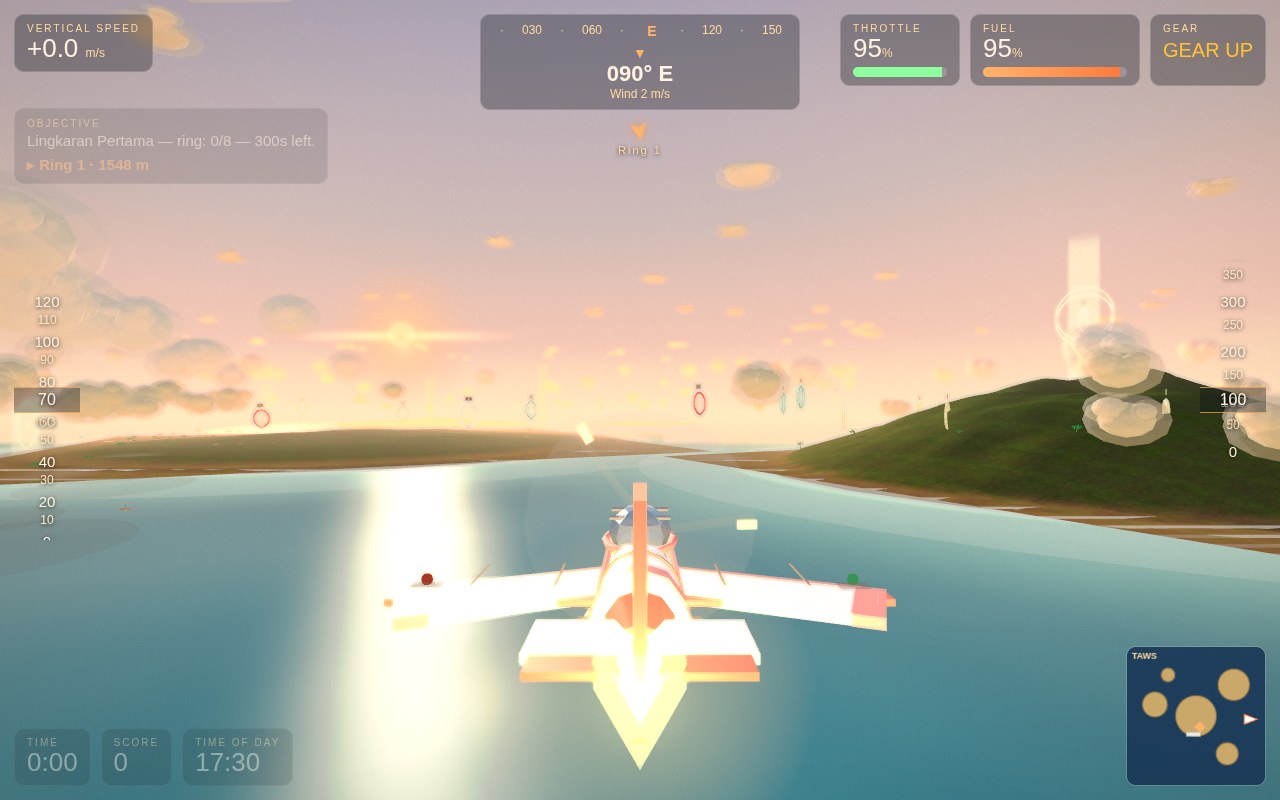 VERTICAL SPEED
+0.0 m/s
· 030 · 060 · E · 120 · 150
090° E
Wind 2 m/s
Ring 1
THROTTLE
95%
FUEL
95%
GEAR
GEAR UP
OBJECTIVE
Lingkaran Pertama — ring: 0/8 — 300s left.
▸ Ring 1 · 1548 m
120
110
100
90
80
70
60
50
40
30
20
10
0
350
300
250
200
150
100
50
0
TIME
0:00
SCORE
0
TIME OF DAY
17:30
TAWS